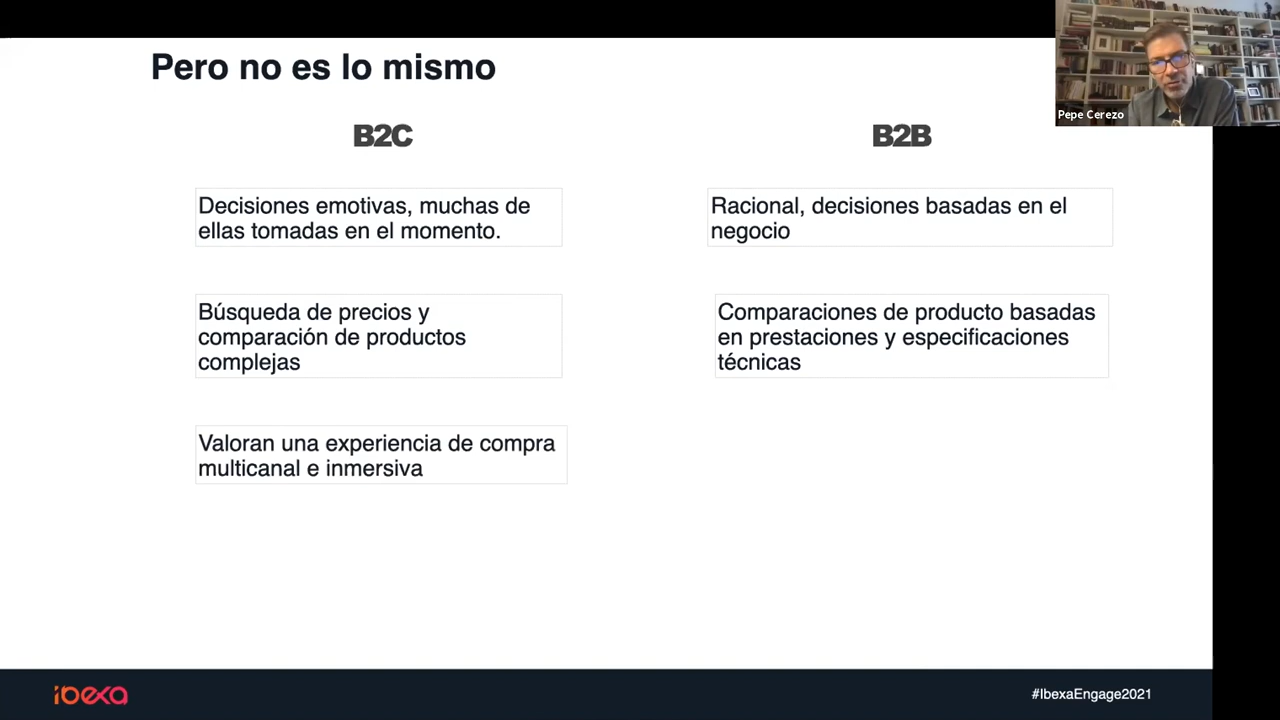 Pero no es lo mismo
Pepe Cerezo
B2C
B2B
Decisiones emotivas, muchas de
ellas tomadas en el momento.
Racional, decisiones basadas en el
negocio
Búsqueda de precios y
comparación de productos
complejas
Comparaciones de producto basadas
en prestaciones y especificaciones
técnicas
Valoran una experiencia de compra
multicanal e inmersiva
ibexa
#IbexaEngage2021